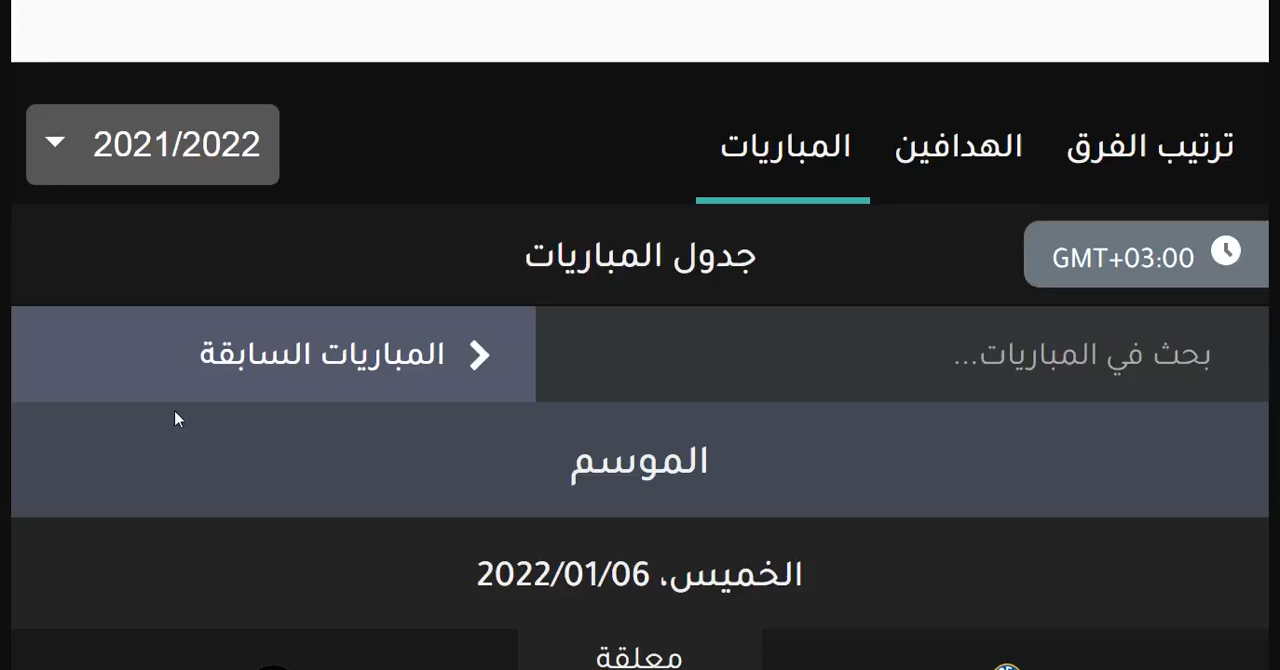 ترتيب الفرق الهدافين المباريات 2021/2022
GMT+03:00 جدول المباريات
بحث في المباريات... المباريات السابقة
الموسم
الخميس، 2022/01/06
معلقة